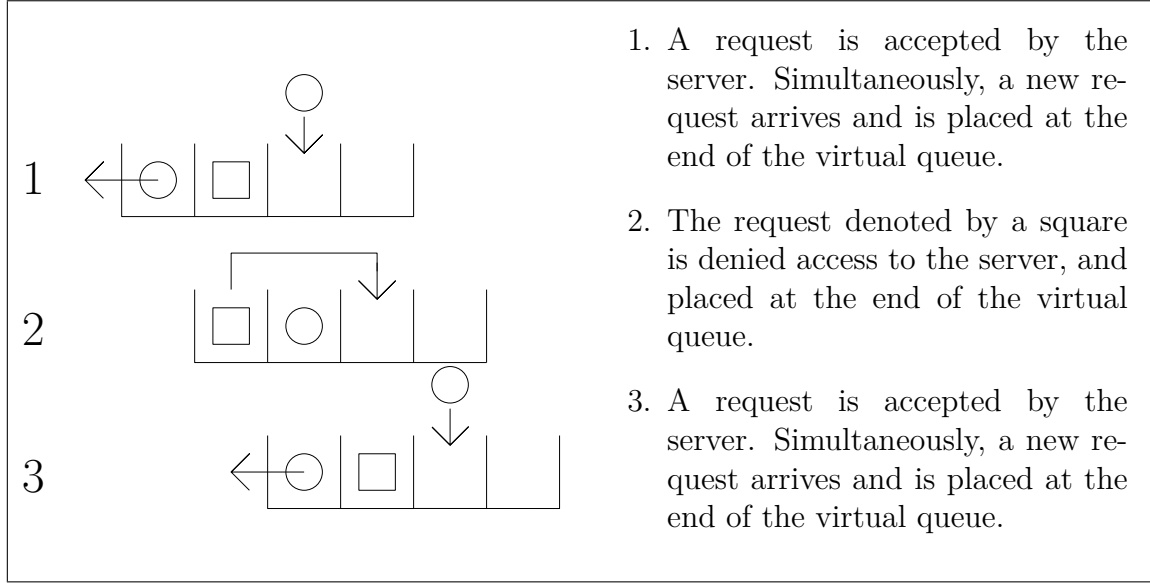 1
2
3
1. A request is accepted by the
server. Simultaneously, a new re-
quest arrives and is placed at the
end of the virtual queue.
2. The request denoted by a square
is denied access to the server, and
placed at the end of the virtual
queue.
3. A request is accepted by the
server. Simultaneously, a new re-
quest arrives and is placed at the
end of the virtual queue.